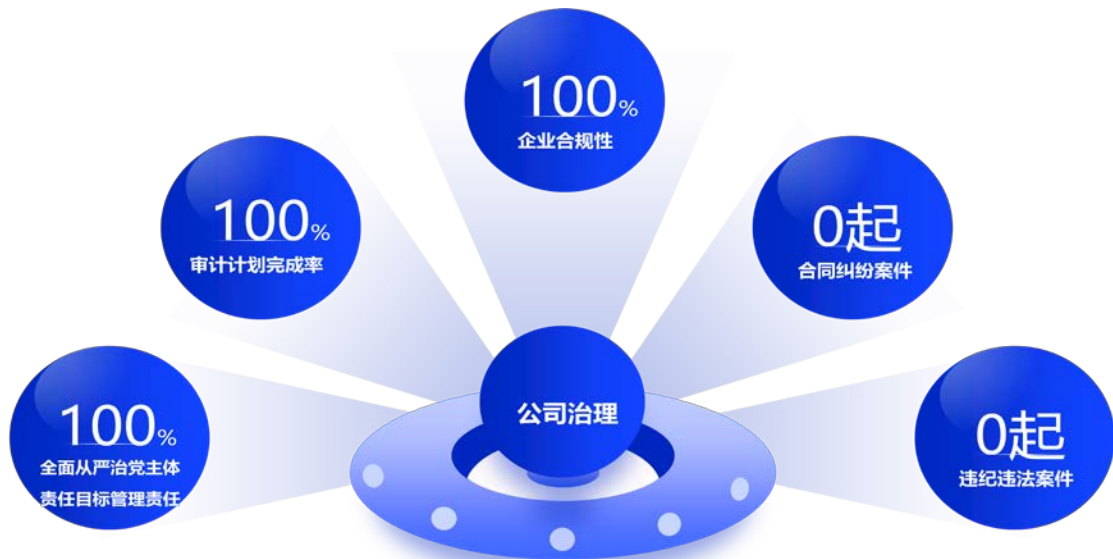 100%
企业合规性
100%
审计计划完成率
0起
合同纠纷案件
100%
全面从严治党主体
责任目标管理责任
公司治理
0起
违纪违法案件